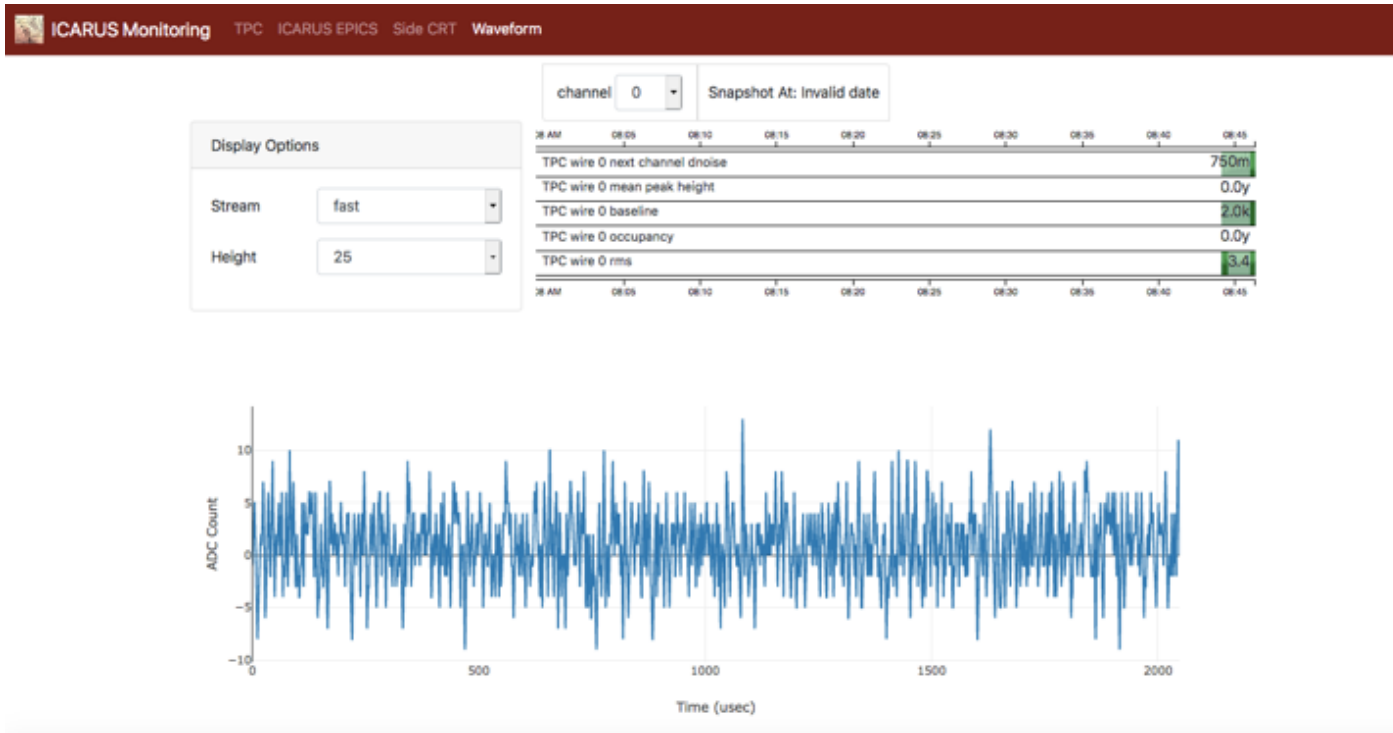 ICARUS Monitoring TPC ICARUS EPICS Side CRT Waveform
channel 0 Snapshot At: Invalid date
Display Options
Stream fast
Height 25
08 AM 08:05 08:10 08:15 08:20 08:25 08:30 08:35 08:40 08:45
TPC wire 0 next channel dnoise 750m
TPC wire 0 mean peak height 0.0y
TPC wire 0 baseline 2.0k
TPC wire 0 occupancy 0.0y
TPC wire 0 rms 3.4
08 AM 08:05 08:10 08:15 08:20 08:25 08:30 08:35 08:40 08:45
10
5
0
−5
−10
ADC Count
0 500 1000 1500 2000
Time (usec)